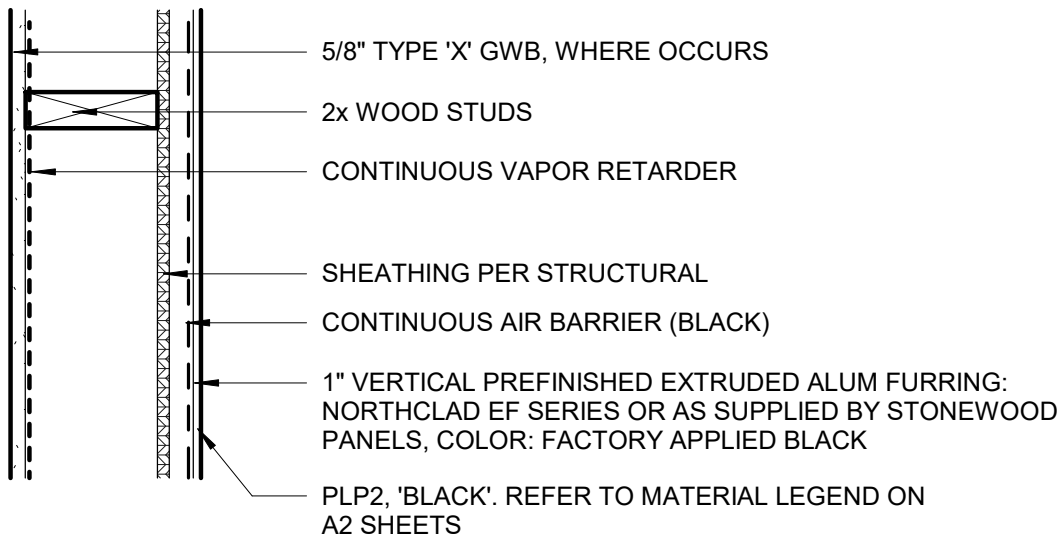 5/8" TYPE 'X' GWB, WHERE OCCURS
2x WOOD STUDS
CONTINUOUS VAPOR RETARDER
SHEATHING PER STRUCTURAL
CONTINUOUS AIR BARRIER (BLACK)
1" VERTICAL PREFINISHED EXTRUDED ALUM FURRING:
NORTHCLAD EF SERIES OR AS SUPPLIED BY STONEWOOD
PANELS, COLOR: FACTORY APPLIED BLACK
PLP2, 'BLACK'. REFER TO MATERIAL LEGEND ON
A2 SHEETS